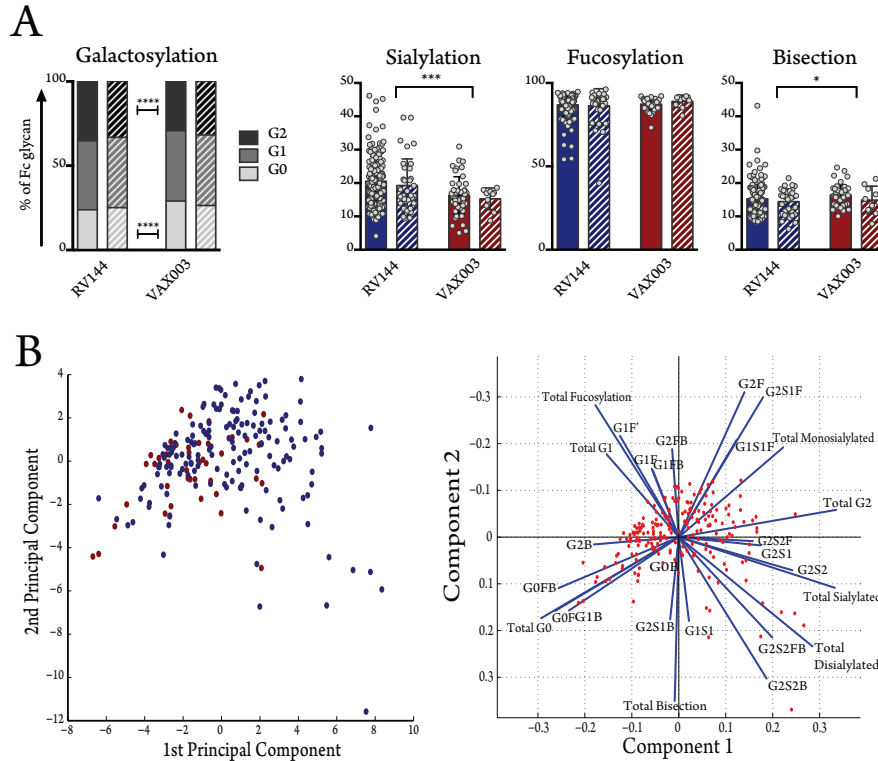 A
Galactosylation
Sialylation
Fucosylation
Bisection
% of Fc glycan
100
50
0
****
****
G2
G1
G0
RV144
VAX003
50
40
30
20
10
0
***
RV144
VAX003
100
50
0
RV144
VAX003
50
40
30
20
10
0
*
RV144
VAX003
B
2nd Principal Component
4
2
0
−2
−4
−6
−8
−10
−12
−8
−6
−4
−2
0
2
4
6
8
10
1st Principal Component
Component 2
-0.3
-0.2
-0.1
0
0.1
0.2
0.3
Total Fucosylation
G1F'
Total G1
G1F
G2FB
G1FB
G2F
G2S1F
G1S1F
Total Monosialylated
Total G2
G2B
G2S2F
G2S1
G0B
G2S2
G0FB
Total Sialylated
G0F
G1B
Total G0
G2S1B
G1S1
G2S2FB
Total
Disialylated
G2S2B
Total Bisection
-0.3
-0.2
-0.1
0
0.1
0.2
0.3
Component 1